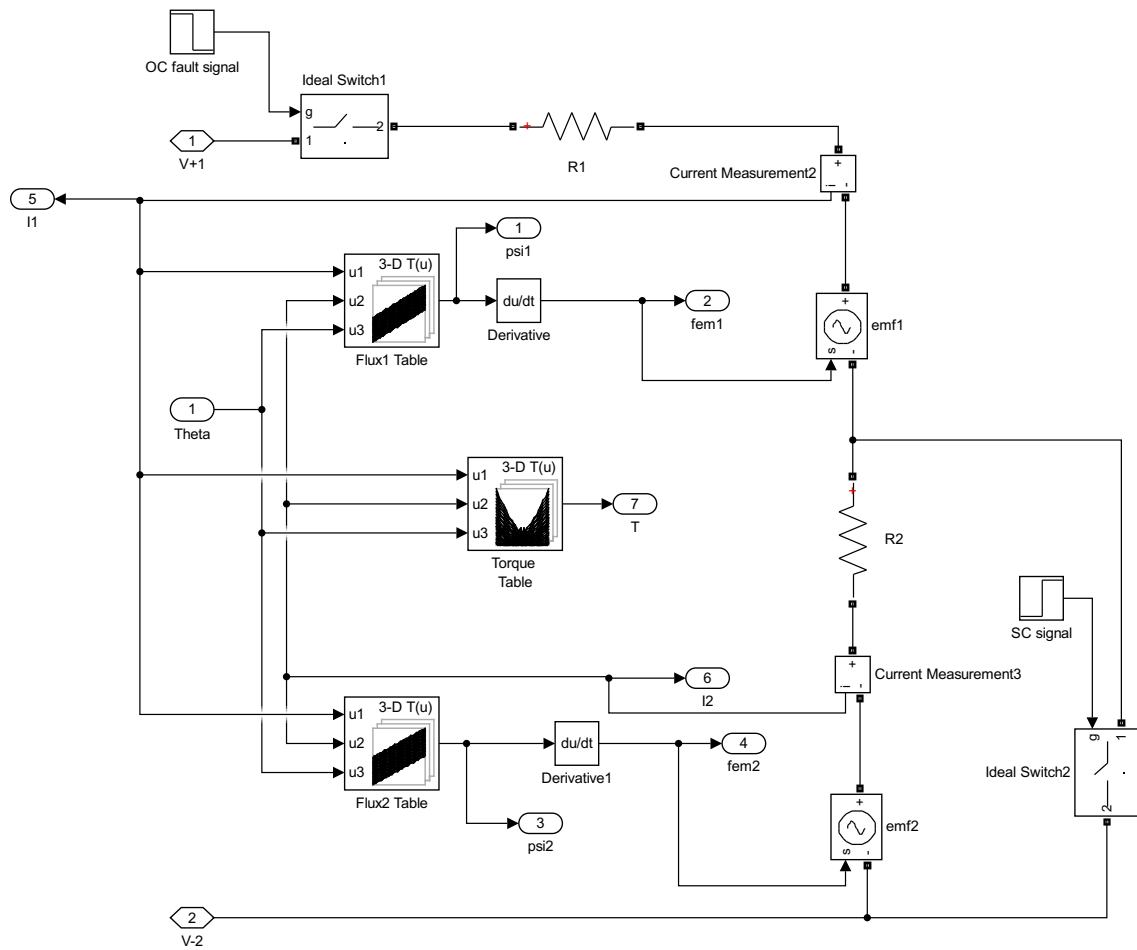 OC fault signal
Ideal Switch1
g
1
2
1
V+1
+
R1
Current Measurement2
+
i
-
5
I1
1
psi1
3-D T(u)
u1
u2
u3
Flux1 Table
du/dt
Derivative
2
fem1
+
s
-
emf1
1
Theta
3-D T(u)
u1
u2
u3
Torque
Table
7
T
+
R2
SC signal
+
i
-
Current Measurement3
6
I2
3-D T(u)
u1
u2
u3
Flux2 Table
du/dt
Derivative1
4
fem2
g
1
2
Ideal Switch2
3
psi2
+
s
-
emf2
2
V-2